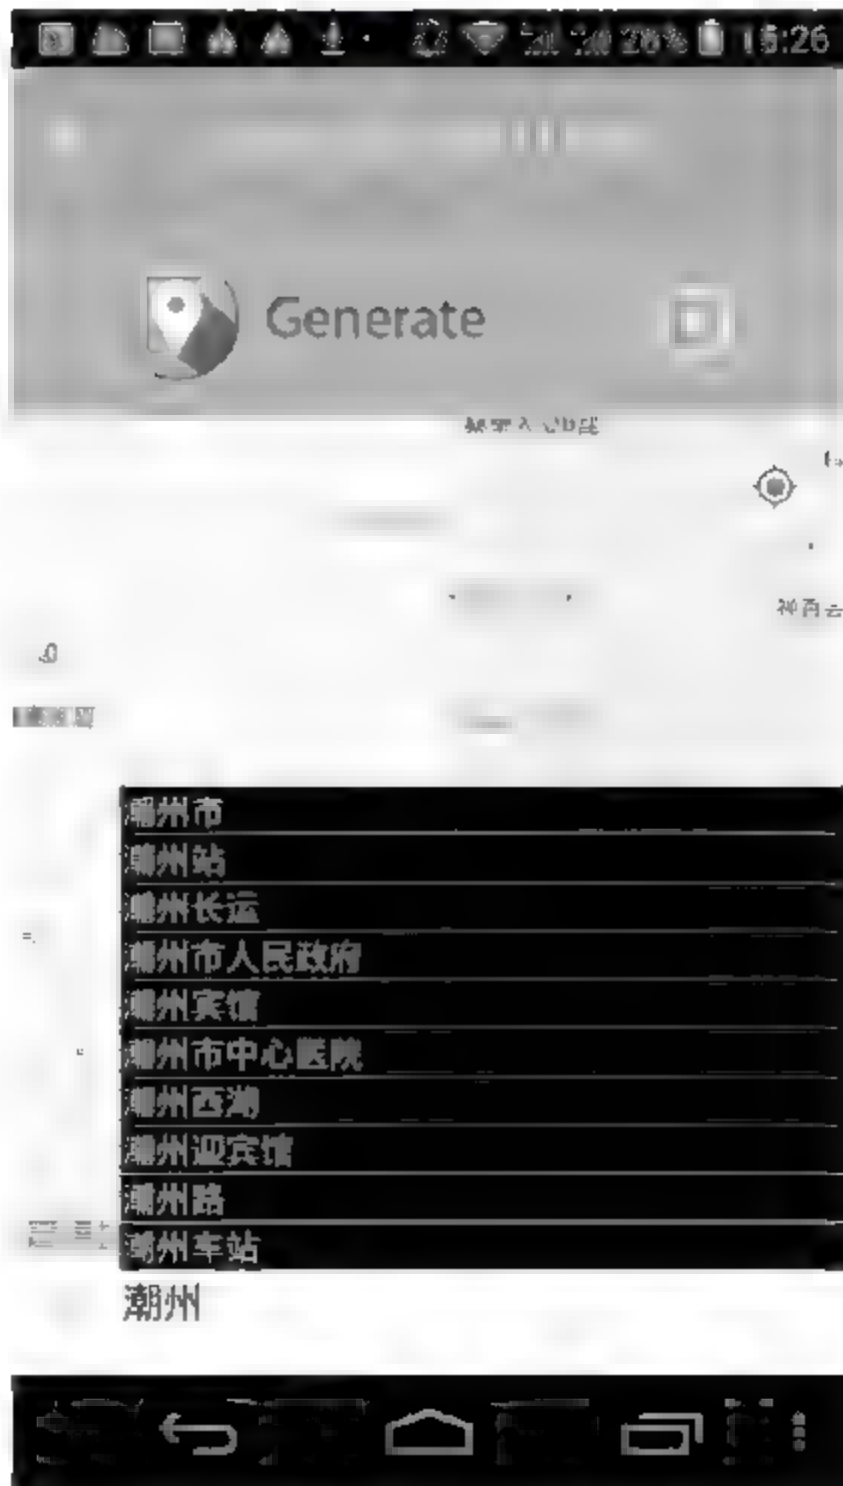 26% 15:26
Generate
潮州市
潮州站
潮州长运
潮州市人民政府
潮州宾馆
潮州市中心医院
潮州西湖
潮州迎宾馆
潮州路
潮州车站
潮州